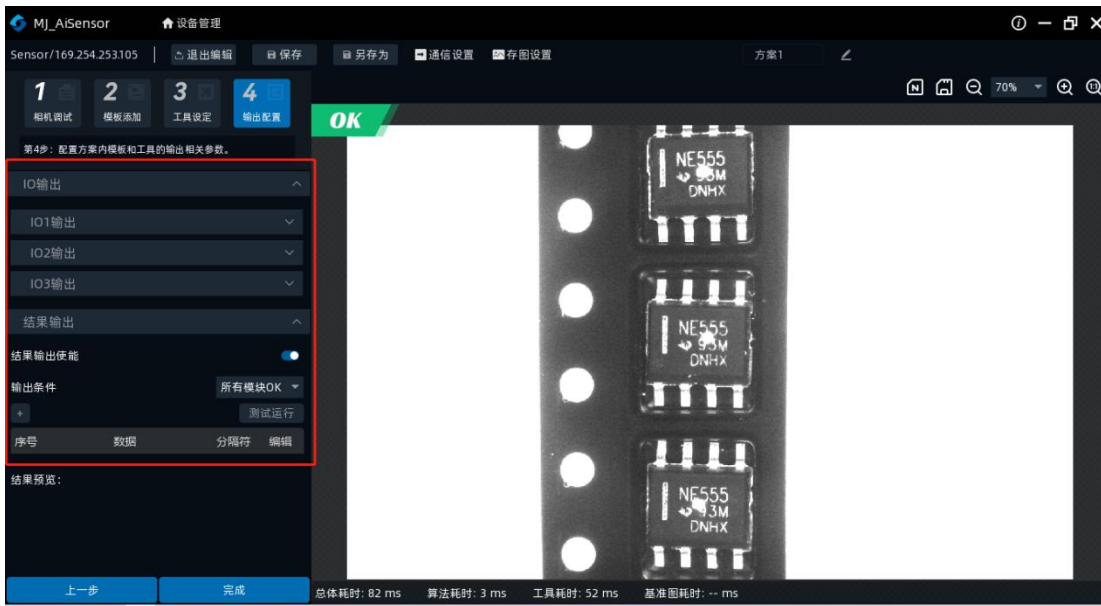 MJ_AiSensor 设备管理
Sensor/169.254.253.105 退出编辑 保存 另存为 通信设置 存图设置 方案1
N 70% 1:1
1 2 3 4
相机调试 模板添加 工具设定 输出配置
OK
第4步：配置方案内模板和工具的输出相关参数。
IO输出
IO1输出
IO2输出
IO3输出
结果输出
结果输出使能
输出条件 所有模块OK
+ 测试运行
序号 数据 分隔符 编辑
结果预览：
上一步 完成
NE555
93M
DNHX
NE555
93M
DNHX
NE555
93M
DNHX
总体耗时: 82 ms 算法耗时: 3 ms 工具耗时: 52 ms 基准图耗时: -- ms